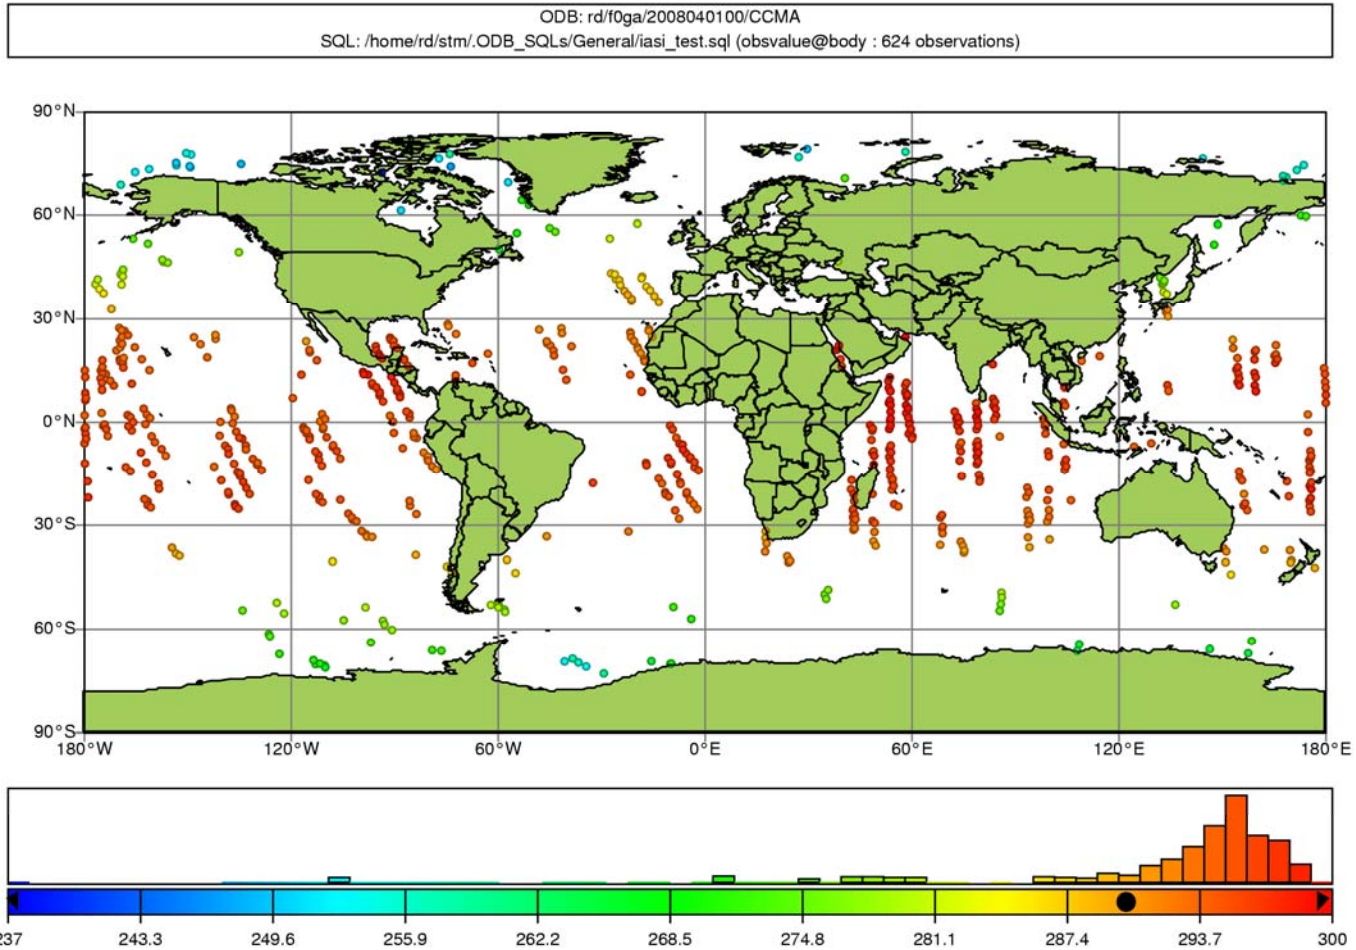 ODB: rd/f0ga/2008040100/CCMA
SQL: /home/rd/stm/.ODB_SQLs/General/iasi_test.sql (obsvalue@body : 624 observations)
90°N
60°N
30°N
0°N
30°S
60°S
90°S
180°W 120°W 60°W 0°E 60°E 120°E 180°E
237 243.3 249.6 255.9 262.2 268.5 274.8 281.1 287.4 293.7 300